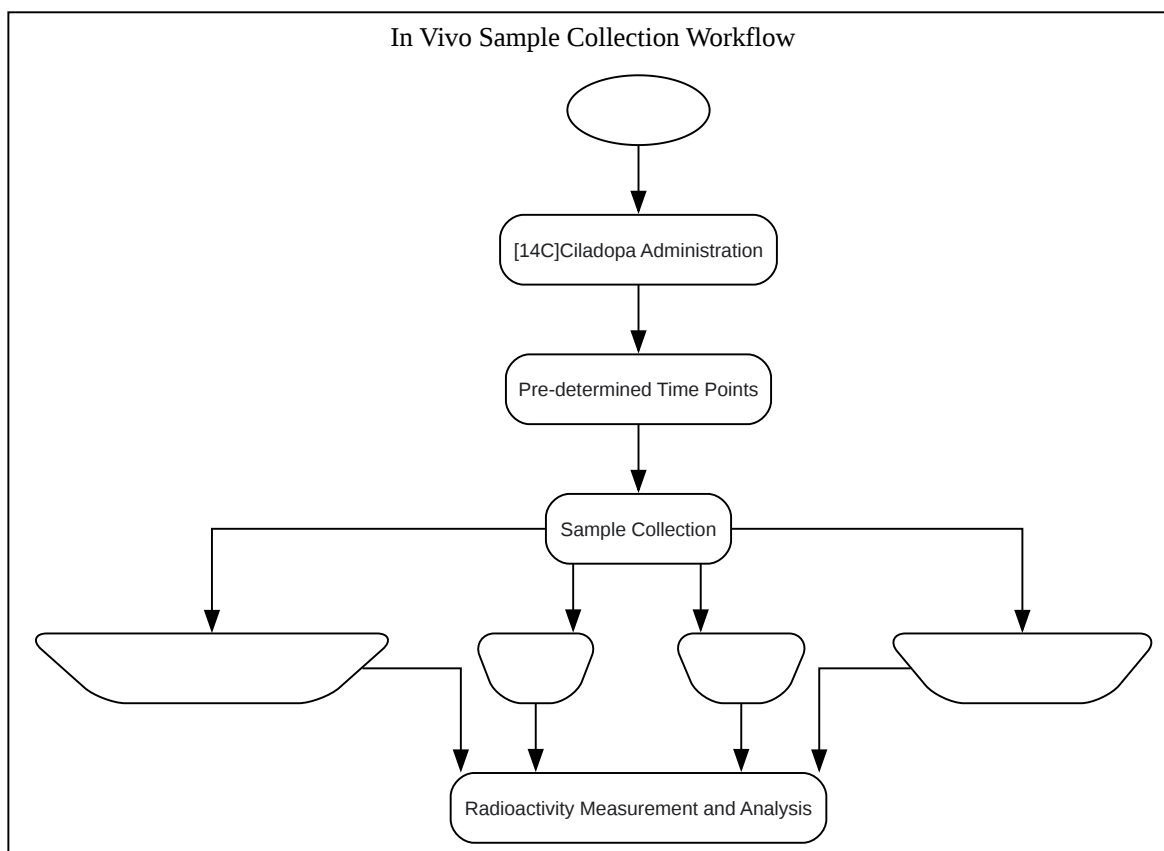 In Vivo Sample Collection Workflow
[14C]Ciladopa Administration
Pre-determined Time Points
Sample Collection
Radioactivity Measurement and Analysis